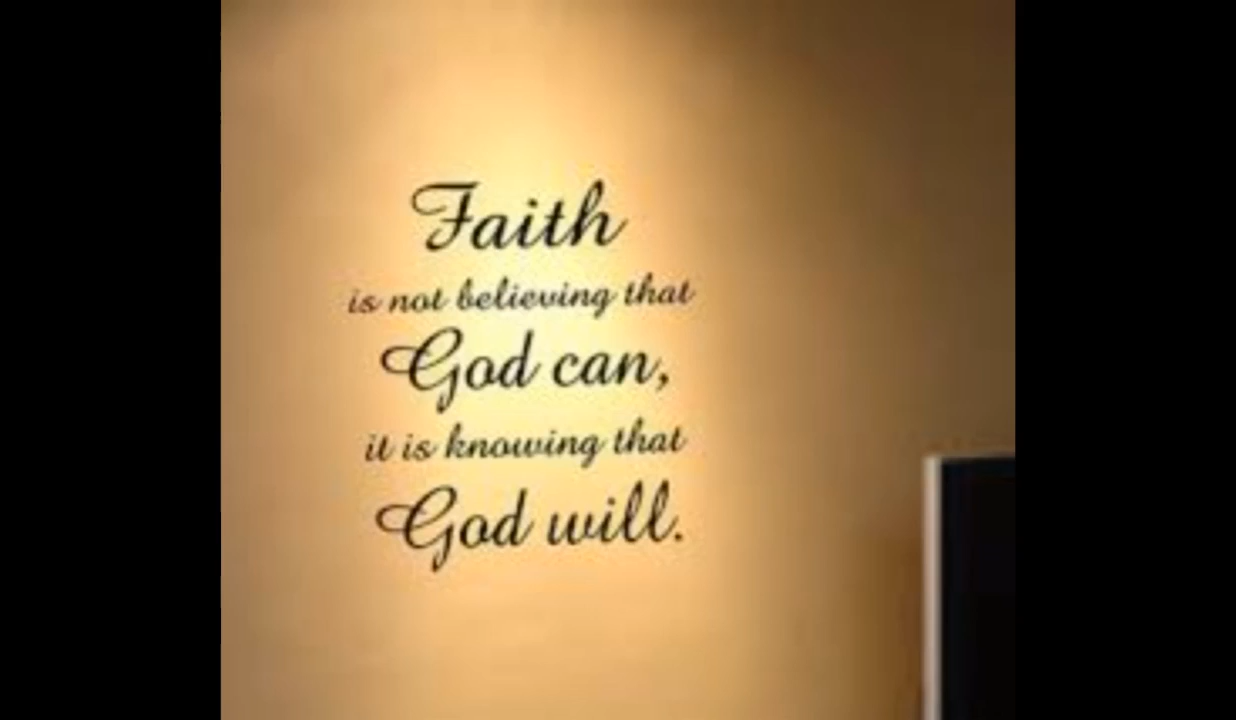 Faith
is not believing that
God can,
it is knowing that
God will.